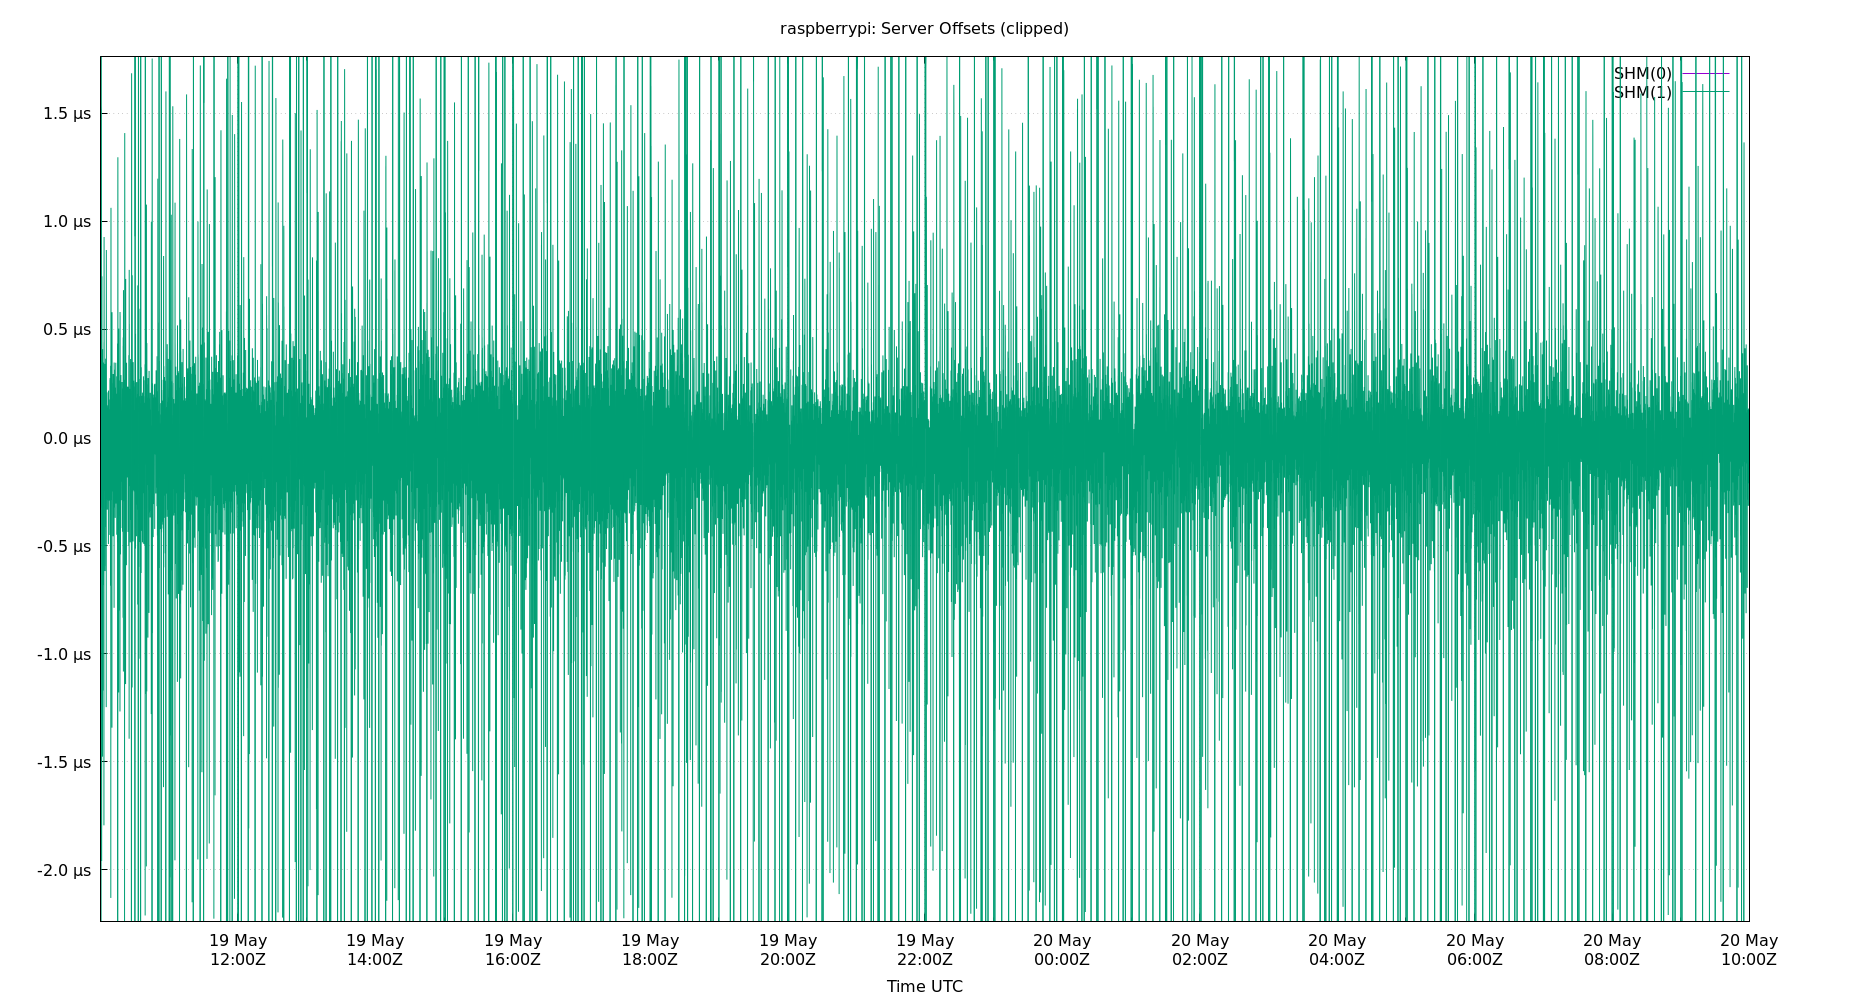 raspberrypi: Server Offsets (clipped)
SHM(0)
SHM(1)
1.5 µs
1.0 µs
0.5 µs
0.0 µs
-0.5 µs
-1.0 µs
-1.5 µs
-2.0 µs
19 May 19 May 19 May 19 May 19 May 19 May 20 May 20 May 20 May 20 May 20 May 20 May
12:00Z 14:00Z 16:00Z 18:00Z 20:00Z 22:00Z 00:00Z 02:00Z 04:00Z 06:00Z 08:00Z 10:00Z
Time UTC